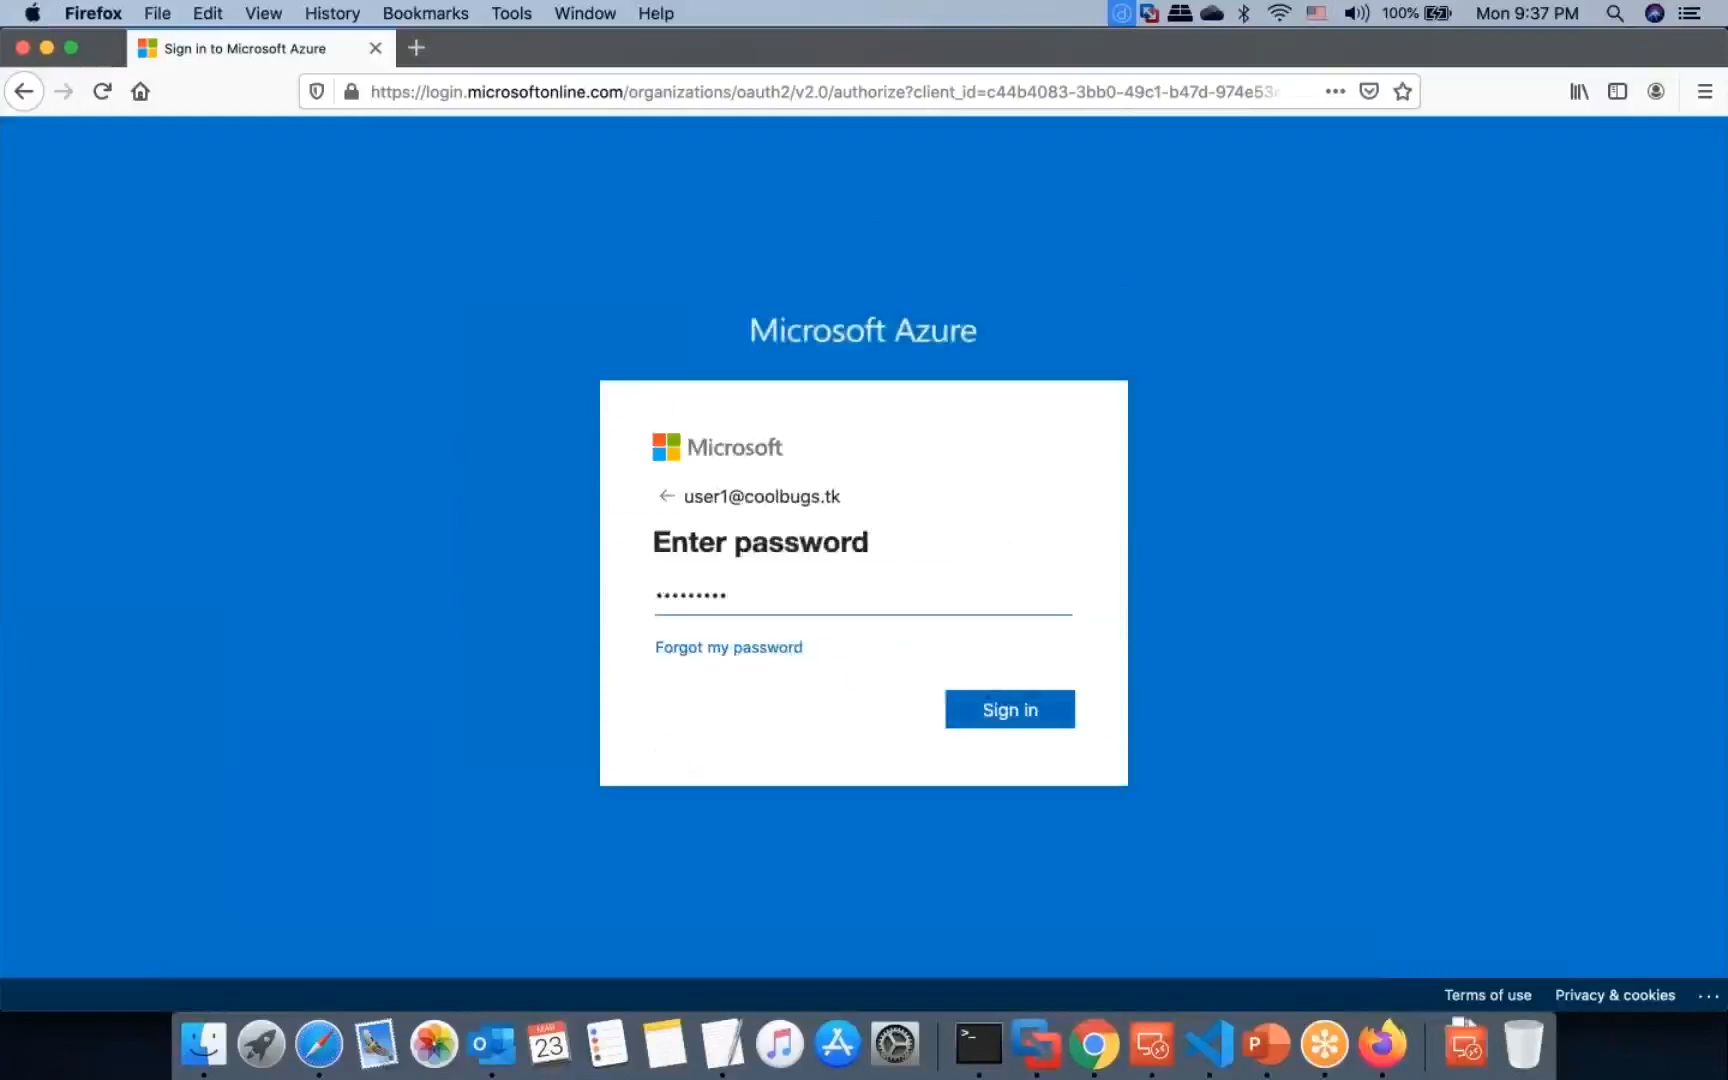 Firefox File Edit View History Bookmarks Tools Window Help 100% Mon 9:37 PM
Sign in to Microsoft Azure
https://login.microsoftonline.com/organizations/oauth2/v2.0/authorize?client_id=c44b4083-3bb0-49c1-b47d-974e53
Microsoft Azure
Microsoft
user1@coolbugs.tk
Enter password
Forgot my password
Sign in
Terms of use Privacy & cookies
MAR
23